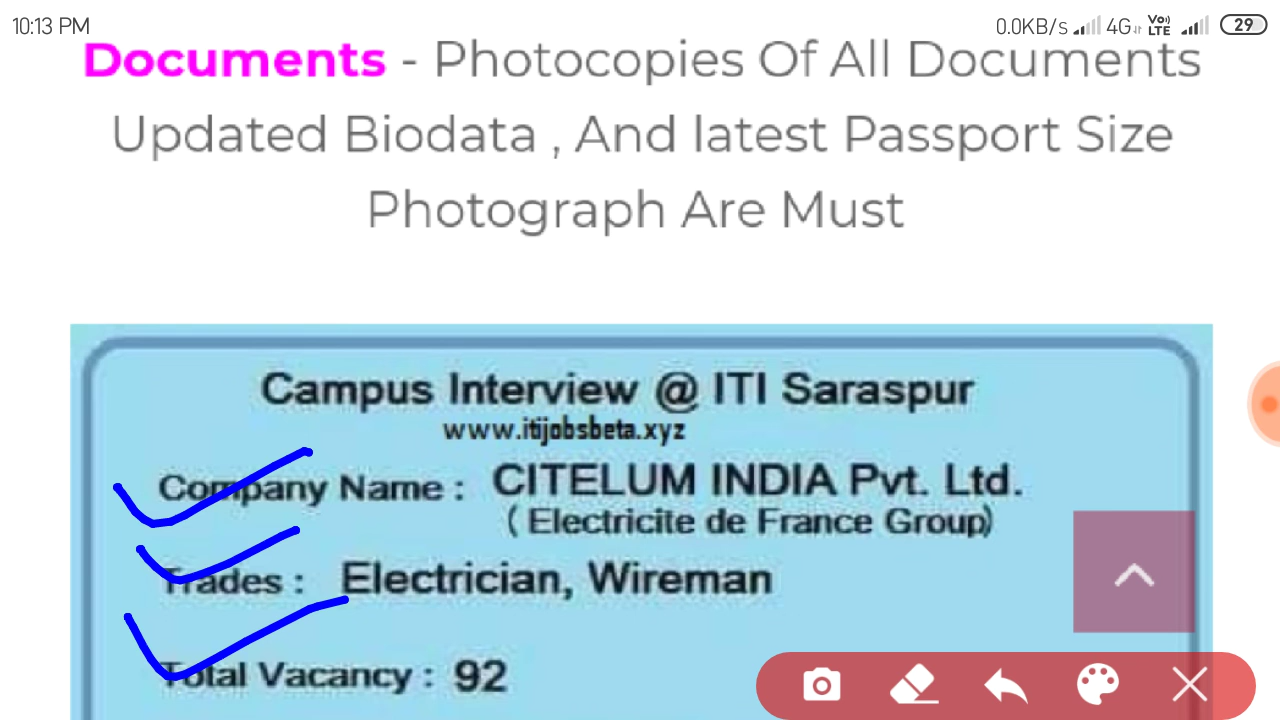 10:13 PM 0.0KB/s 4G Vo) LTE 29
Documents - Photocopies Of All Documents
Updated Biodata , And latest Passport Size
Photograph Are Must
Campus Interview @ ITI Saraspur
www.itijobsbeta.xyz
Company Name : CITELUM INDIA Pvt. Ltd.
( Electricite de France Group)
Trades : Electrician, Wireman
Total Vacancy : 92